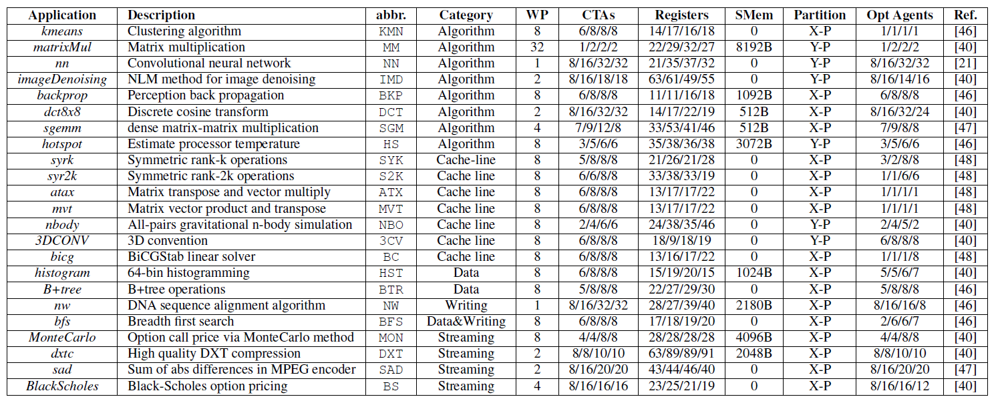 Application Description abbr. Category WP CTAs Registers SMem Partition Opt Agents Ref.
kmeans Clustering algorithm KMN Algorithm 8 6/8/8/8 14/17/16/18 0 X-P 1/1/1/1 [46]
matrixMul Matrix multiplication MM Algorithm 32 1/2/2/2 22/29/32/27 8192B Y-P 1/2/2/2 [40]
nn Convolutional neural network NN Algorithm 1 8/16/32/32 21/35/37/32 0 Y-P 8/16/32/32 [21]
imageDenoising NLM method for image denoising IMD Algorithm 2 8/16/18/18 63/61/49/55 0 Y-P 8/16/14/16 [40]
backprop Perception back propagation BKP Algorithm 8 6/8/8/8 11/11/16/18 1092B X-P 6/8/8/8 [46]
dct8x8 Discrete cosine transform DCT Algorithm 2 8/16/32/32 14/17/22/19 512B X-P 8/16/32/24 [40]
sgemm dense matrix-matrix multiplication SGM Algorithm 4 7/9/12/8 33/53/41/46 512B X-P 7/9/8/8 [47]
hotspot Estimate processor temperature HS Algorithm 8 3/5/6/6 35/38/36/38 3072B Y-P 3/5/6/6 [46]
syrk Symmetric rank-k operations SYK Cache-line 8 5/8/8/8 21/26/21/28 0 X-P 3/2/8/8 [48]
syr2k Symmetric rank-2k operations S2K Cache line 8 6/6/8/8 33/38/33/19 0 X-P 1/1/6/6 [48]
atax Matrix transpose and vector multiply ATX Cache line 8 6/8/8/8 13/17/17/22 0 X-P 1/1/1/1 [48]
mvt Matrix vector product and transpose MVT Cache line 8 6/8/8/8 13/17/17/22 0 X-P 1/1/1/1 [48]
nbody All-pairs gravitational n-body simulation NBO Cache line 8 2/4/6/6 24/38/35/46 0 Y-P 2/4/5/2 [40]
3DCONV 3D convention 3CV Cache line 8 6/8/8/8 18/9/18/19 0 Y-P 6/8/8/8 [40]
bicg BiCGStab linear solver BC Cache line 8 6/8/8/8 13/16/17/22 0 X-P 1/1/1/8 [48]
histogram 64-bin histogramming HST Data 8 6/8/8/8 15/19/20/15 1024B X-P 5/5/6/7 [40]
B+tree B+tree operations BTR Data 8 5/8/8/8 22/27/29/30 0 X-P 5/8/8/8 [46]
nw DNA sequence alignment algorithm NW Writing 1 8/16/32/32 28/27/39/40 2180B X-P 8/16/16/8 [46]
bfs Breadth first search BFS Data&Writing 8 6/8/8/8 17/18/19/20 0 X-P 2/6/6/7 [46]
MonteCarlo Option call price via MonteCarlo method MON Streaming 8 4/4/8/8 28/28/28/28 4096B X-P 4/4/8/8 [40]
dxtc High quality DXT compression DXT Streaming 2 8/8/10/10 63/89/89/91 2048B X-P 8/8/10/10 [40]
sad Sum of abs differences in MPEG encoder SAD Streaming 2 8/16/20/20 43/44/46/40 0 X-P 8/16/20/20 [47]
BlackScholes Black-Scholes option pricing BS Streaming 4 8/16/16/16 23/25/21/19 0 X-P 8/16/16/12 [40]